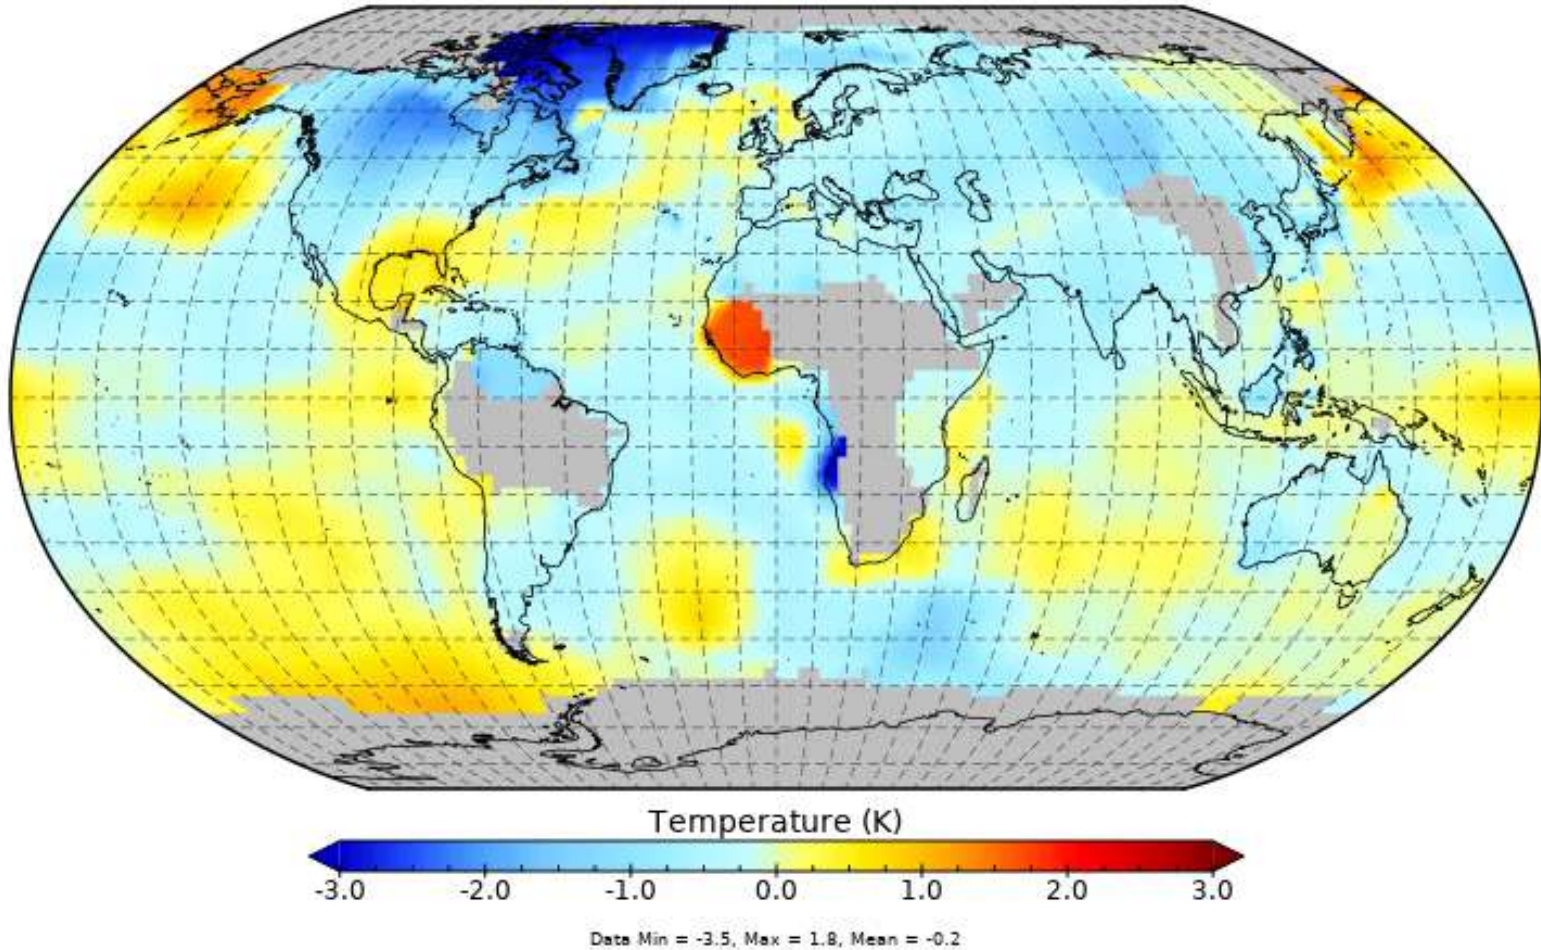 Temperature (K)
-3.0 -2.0 -1.0 0.0 1.0 2.0 3.0
Data Min = -3.5, Max = 1.8, Mean = -0.2